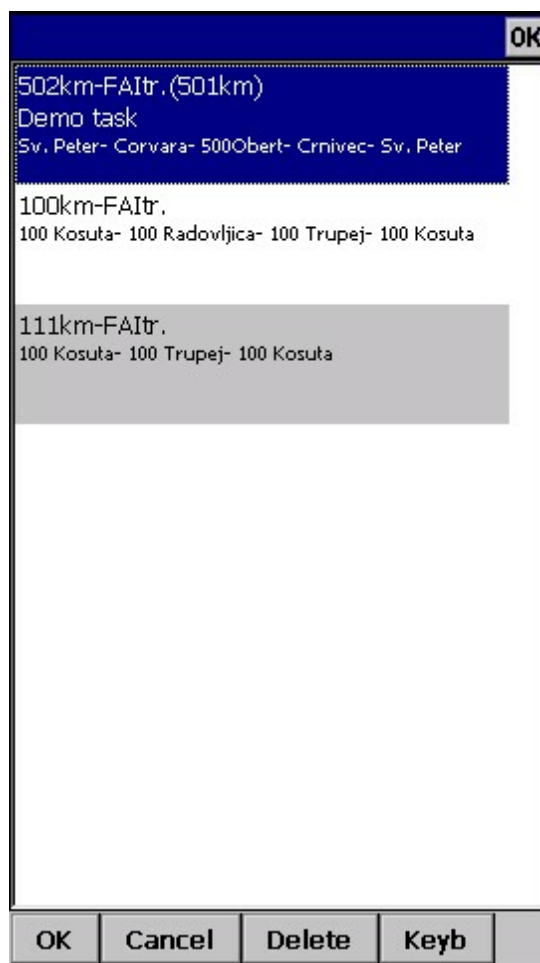 OK
502km-FAItr.(501km)
Demo task
Sv. Peter- Corvara- 500Obert- Crnivec- Sv. Peter
100km-FAItr.
100 Kosuta- 100 Radovljica- 100 Trupej- 100 Kosuta
111km-FAItr.
100 Kosuta- 100 Trupej- 100 Kosuta
OK Cancel Delete Keyb